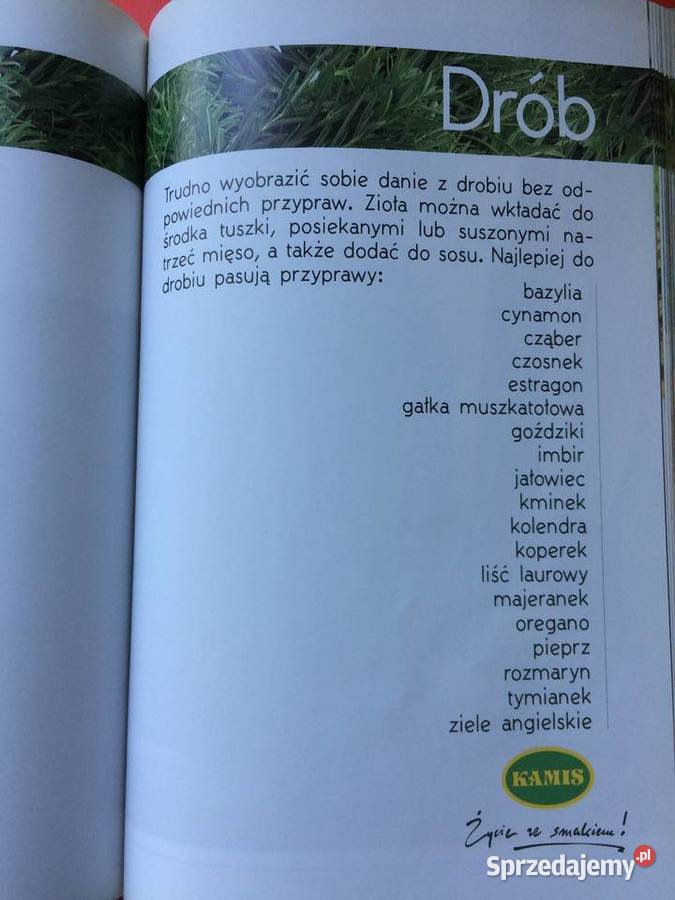 Drób
Trudno wyobrazić sobie danie z drobiu bez od-
powiednich przypraw. Zioła można wkładać do
środka tuszki, posiekanymi lub suszonymi na-
trzeć mięso, a także dodać do sosu. Najlepiej do
drobiu pasują przyprawy:
bazylia
cynamon
cząber
czosnek
estragon
gałka muszkatołowa
goździki
imbir
jałowiec
kminek
kolendra
koperek
liść laurowy
majeranek
oregano
pieprz
rozmaryn
tymianek
ziele angielskie
KAMIS
Życie ze smakiem!
Sprzedajemy.pl